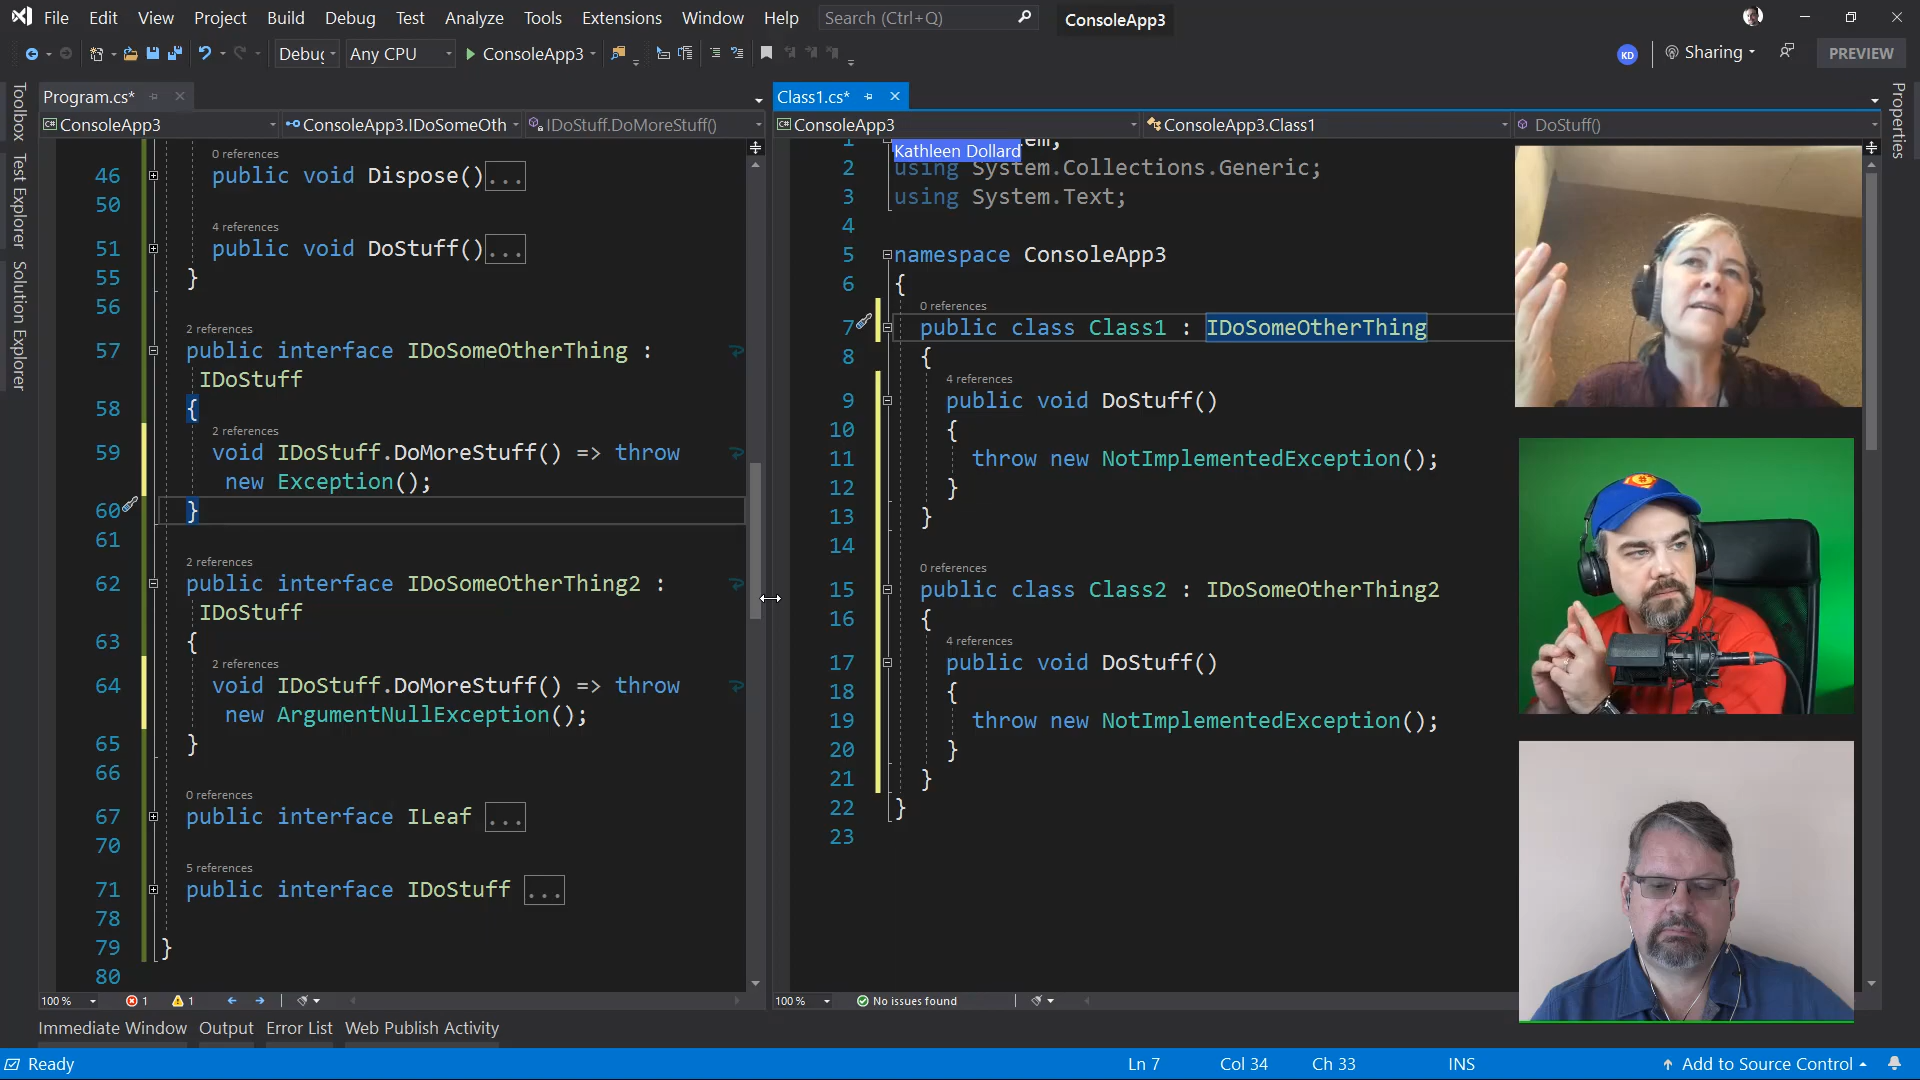 File Edit View Project Build Debug Test Analyze Tools Extensions Window Help Search (Ctrl+Q) ConsoleApp3
Debug Any CPU ConsoleApp3 KD Sharing PREVIEW
Toolbox
Test Explorer
Solution Explorer
Program.cs*
ConsoleApp3 ConsoleApp3.IDoSomeOth IDoStuff.DoMoreStuff()
0 references
46 public void Dispose()...
50
4 references
51 public void DoStuff()...
55 }
56
2 references
57 public interface IDoSomeOtherThing :
IDoStuff
58 {
2 references
59 void IDoStuff.DoMoreStuff() => throw
new Exception();
60 }
61
2 references
62 public interface IDoSomeOtherThing2 :
IDoStuff
63 {
2 references
64 void IDoStuff.DoMoreStuff() => throw
new ArgumentNullException();
65 }
66
0 references
67 public interface ILeaf ...
70
5 references
71 public interface IDoStuff ...
78
79 }
80
100 % 1 1
Class1.cs*
ConsoleApp3 ConsoleApp3.Class1 DoStuff()
Kathleen Dollard
1
2 using System.Collections.Generic;
3 using System.Text;
4
5 namespace ConsoleApp3
6 {
0 references
7 public class Class1 : IDoSomeOtherThing
8 {
4 references
9 public void DoStuff()
10 {
11 throw new NotImplementedException();
12 }
13 }
14
0 references
15 public class Class2 : IDoSomeOtherThing2
16 {
4 references
17 public void DoStuff()
18 {
19 throw new NotImplementedException();
20 }
21 }
22 }
23
100 % No issues found
Properties
Immediate Window Output Error List Web Publish Activity
Ready Ln 7 Col 34 Ch 33 INS Add to Source Control